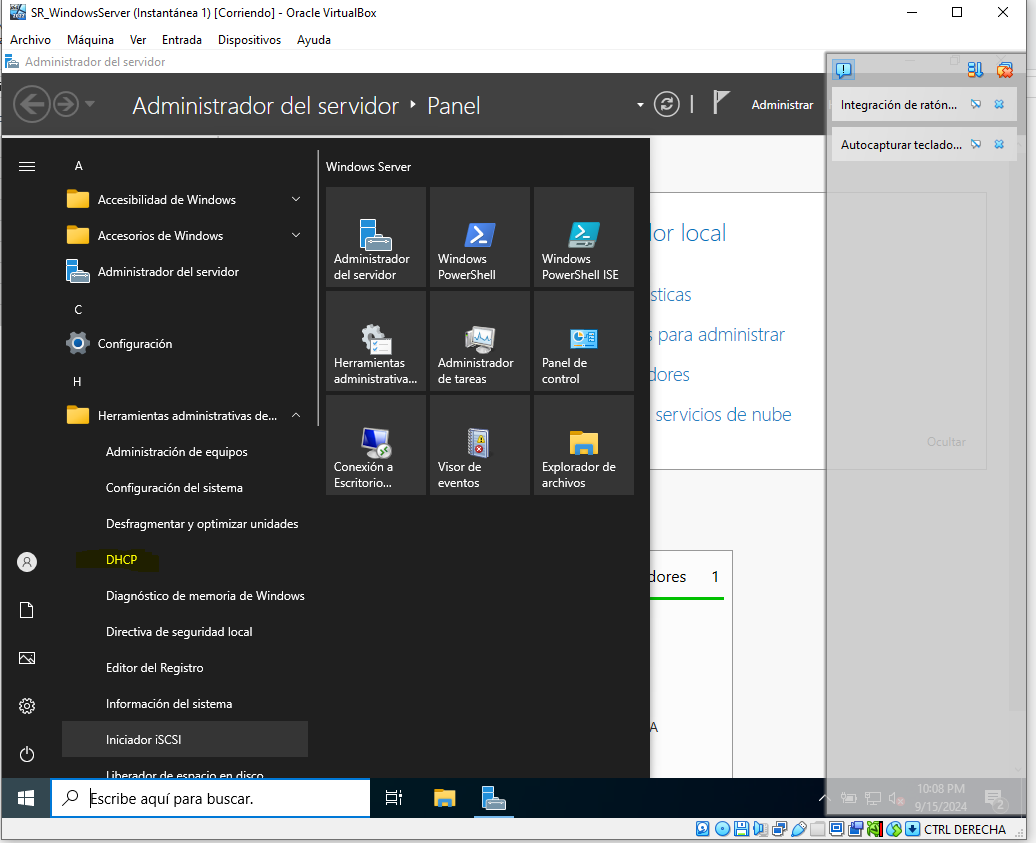 SR_WindowsServer (Instantánea 1) [Corriendo] - Oracle VirtualBox
Archivo Máquina Ver Entrada Dispositivos Ayuda
Administrador del servidor
Administrador del servidor ‣ Panel
Administrar
Integración de ratón...
Autocapturar teclado...
A
Accesibilidad de Windows
Accesorios de Windows
Administrador del servidor
C
Configuración
H
Herramientas administrativas de...
Administración de equipos
Configuración del sistema
Desfragmentar y optimizar unidades
DHCP
Diagnóstico de memoria de Windows
Directiva de seguridad local
Editor del Registro
Información del sistema
Iniciador iSCSI
Liberador de espacio en disco
Windows Server
Administrador
del servidor
Windows
PowerShell
Windows
PowerShell ISE
Herramientas
administrativa...
Administrador
de tareas
Panel de
control
Conexión a
Escritorio...
Visor de
eventos
Explorador de
archivos
or local
sticas
s para administrar
dores
servicios de nube
Ocultar
dores 1
A
Escribe aquí para buscar.
10:08 PM
9/15/2024
2
CTRL DERECHA